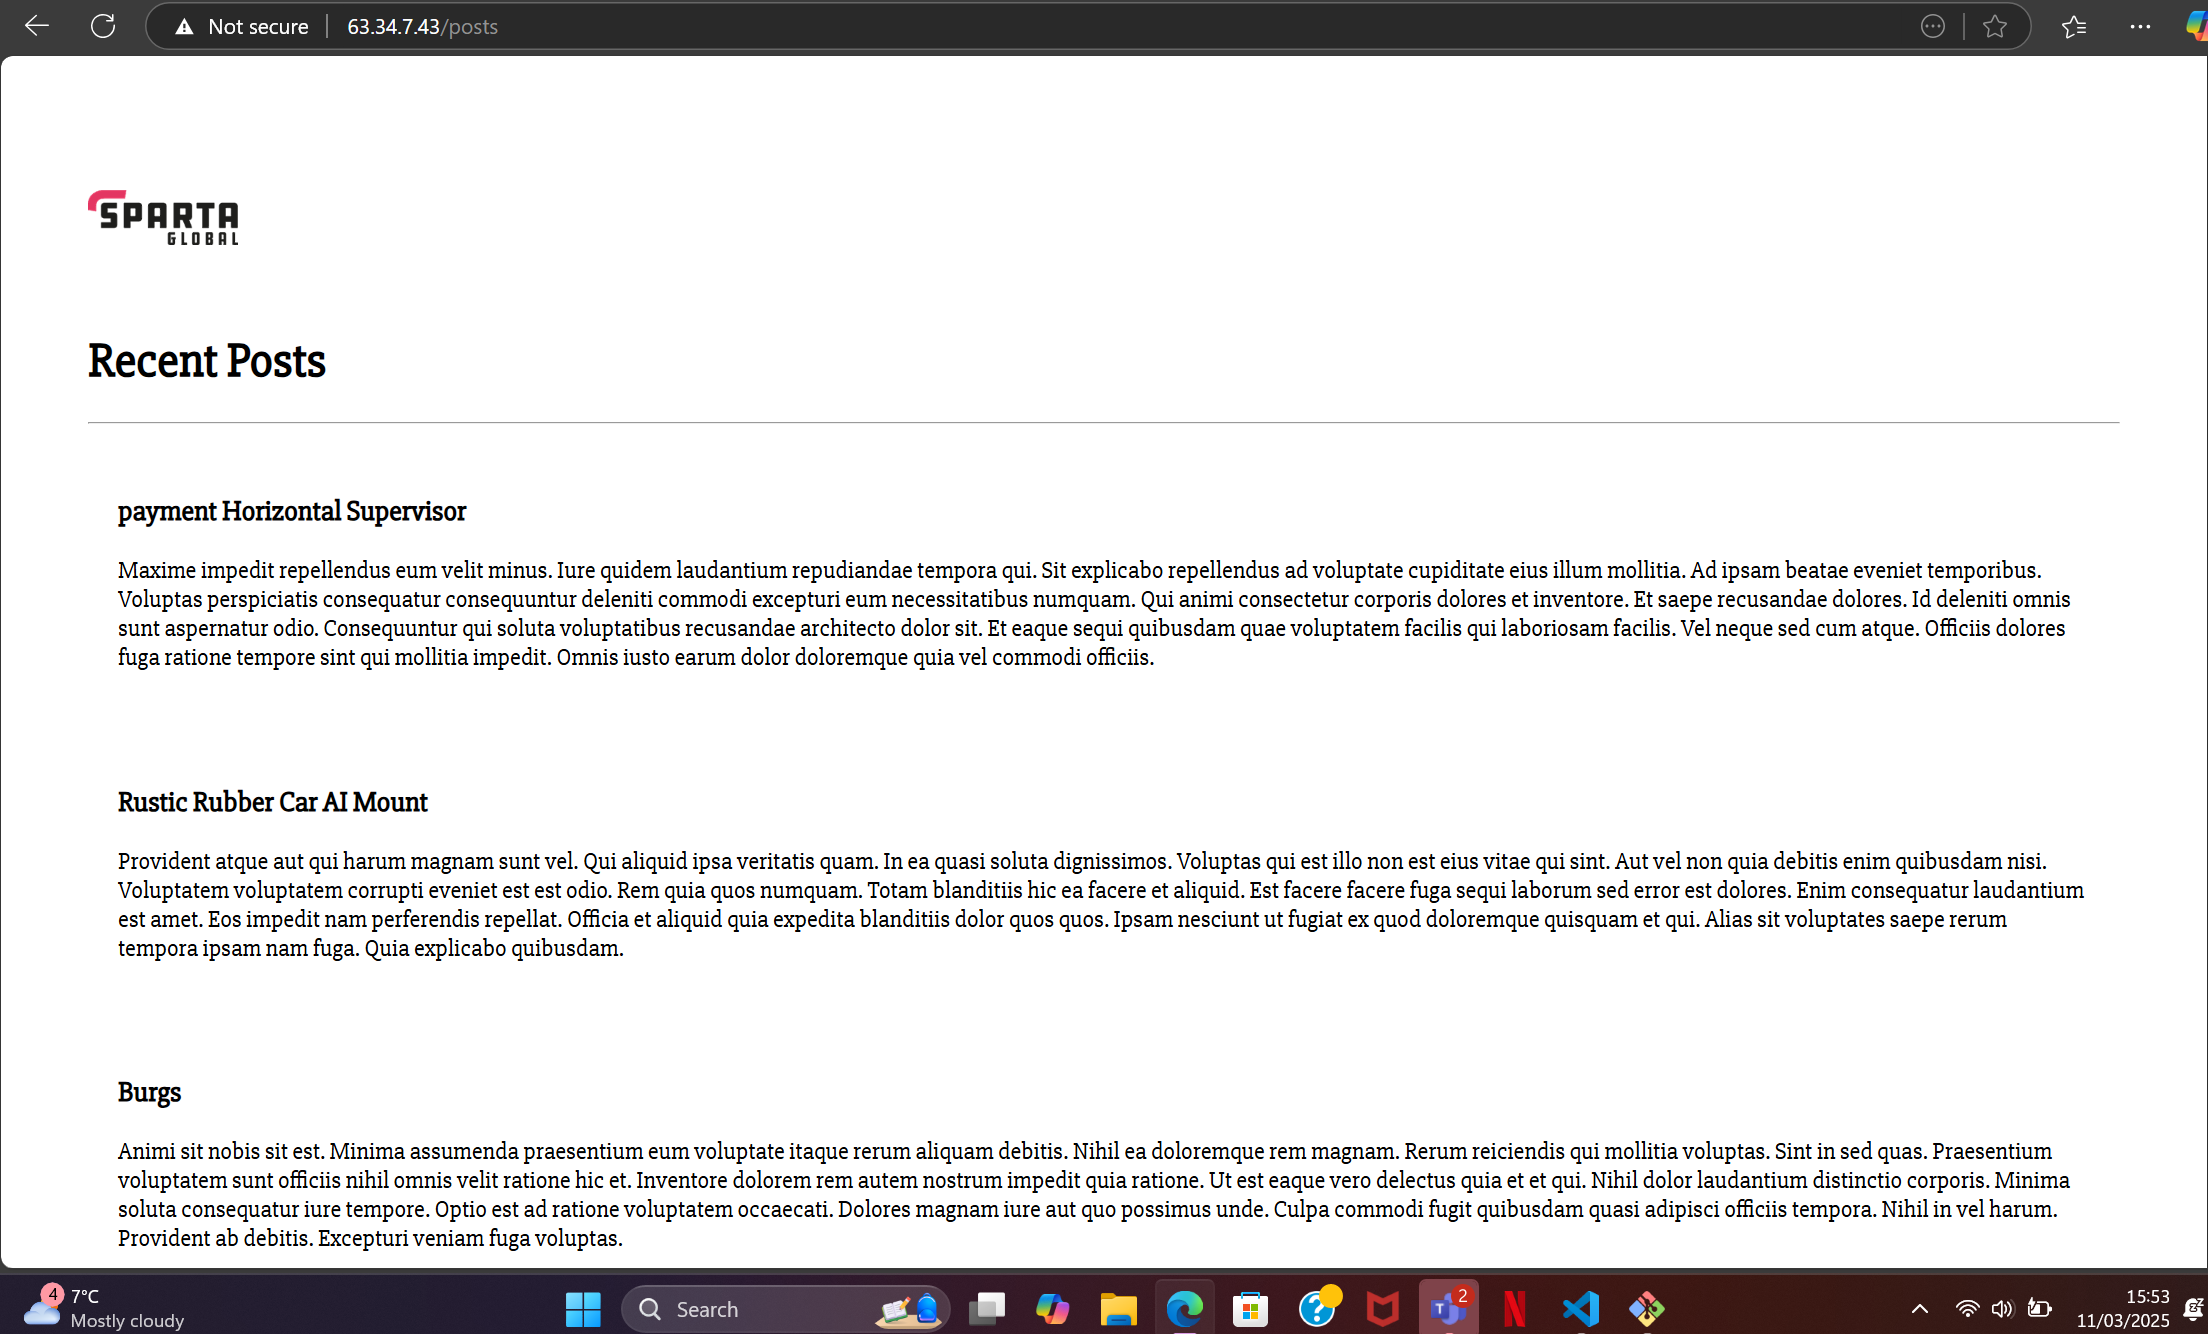 Not secure
63.34.7.43/posts
SPARTA
GLOBAL
Recent Posts
payment Horizontal Supervisor
Maxime impedit repellendus eum velit minus. Iure quidem laudantium repudiandae tempora qui. Sit explicabo repellendus ad voluptate cupiditate eius illum mollitia. Ad ipsam beatae eveniet temporibus.
Voluptas perspiciatis consequatur consequuntur deleniti commodi excepturi eum necessitatibus numquam. Qui animi consectetur corporis dolores et inventore. Et saepe recusandae dolores. Id deleniti omnis
sunt aspernatur odio. Consequuntur qui soluta voluptatibus recusandae architecto dolor sit. Et eaque sequi quibusdam quae voluptatem facilis qui laboriosam facilis. Vel neque sed cum atque. Officiis dolores
fuga ratione tempore sint qui mollitia impedit. Omnis iusto earum dolor doloremque quia vel commodi officiis.
Rustic Rubber Car AI Mount
Provident atque aut qui harum magnam sunt vel. Qui aliquid ipsa veritatis quam. In ea quasi soluta dignissimos. Voluptas qui est illo non est eius vitae qui sint. Aut vel non quia debitis enim quibusdam nisi.
Voluptatem voluptatem corrupti eveniet est est odio. Rem quia quos numquam. Totam blanditiis hic ea facere et aliquid. Est facere facere fuga sequi laborum sed error est dolores. Enim consequatur laudantium
est amet. Eos impedit nam perferendis repellat. Officia et aliquid quia expedita blanditiis dolor quos quos. Ipsam nesciunt ut fugiat ex quod doloremque quisquam et qui. Alias sit voluptates saepe rerum
tempora ipsam nam fuga. Quia explicabo quibusdam.
Burgs
Animi sit nobis sit est. Minima assumenda praesentium eum voluptate itaque rerum aliquam debitis. Nihil ea doloremque rem magnam. Rerum reiciendis qui mollitia voluptas. Sint in sed quas. Praesentium
voluptatem sunt officiis nihil omnis velit ratione hic et. Inventore dolorem rem autem nostrum impedit quia ratione. Ut est eaque vero delectus quia et et qui. Nihil dolor laudantium distinctio corporis. Minima
soluta consequatur iure tempore. Optio est ad ratione voluptatem occaecati. Dolores magnam iure aut quo possimus unde. Culpa commodi fugit quibusdam quasi adipisci officiis tempora. Nihil in vel harum.
Provident ab debitis. Excepturi veniam fuga voluptas.
4
7°C
Mostly cloudy
Search
2
15:53
11/03/2025